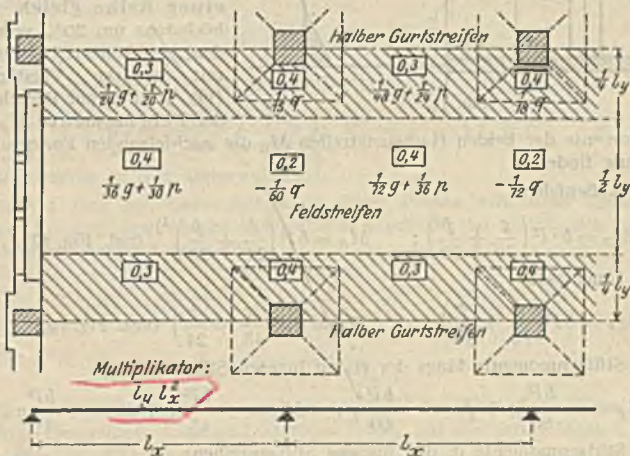 Halber Gurtstreifen
0,3 0,4 0,3 0,4
1/24 g + 1/20 p 1/48 g + 1/24 p 1/18 q
1/4 l_y
0,4 0,2 0,4 0,2
1/36 g + 1/30 p - 1/60 q 1/72 g + 1/36 p - 1/72 q
1/2 l_y
Feldstreifen
0,3 0,4 0,3 0,4
1/4 l_y
Halber Gurtstreifen
Multiplikator:
l_y l_x^2
l_x l_x